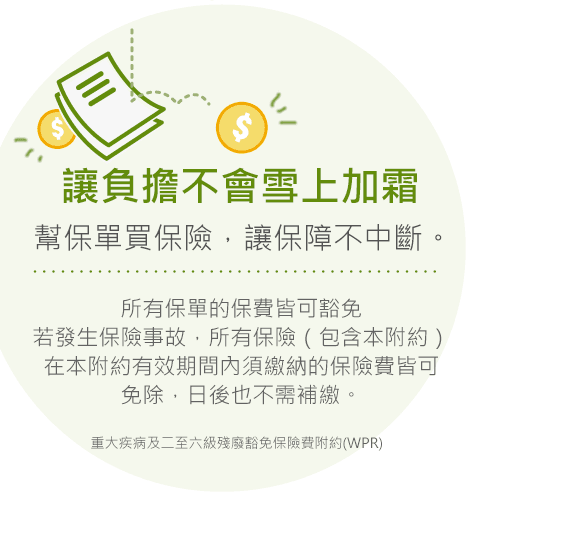 讓負擔不會雪上加霜
幫保單買保險，讓保障不中斷。
所有保單的保費皆可豁免
若發生保險事故，所有保險（包含本附約）
在本附約有效期間內須繳納的保險費皆可
免除，日後也不需補繳。
重大疾病及二至六級殘廢豁免保險費附約(WPR)